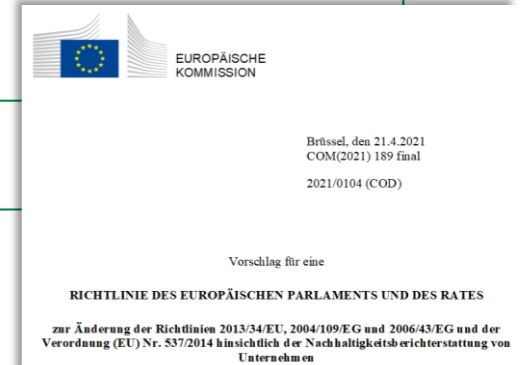 EUROPÄISCHE
KOMMISSION
Brüssel, den 21.4.2021
COM(2021) 189 final
2021/0104 (COD)
Vorschlag für eine
RICHTLINIE DES EUROPÄISCHEN PARLAMENTS UND DES RATES
zur Änderung der Richtlinien 2013/34/EU, 2004/109/EG und 2006/43/EG und der
Verordnung (EU) Nr. 537/2014 hinsichtlich der Nachhaltigkeitsberichterstattung von
Unternehmen